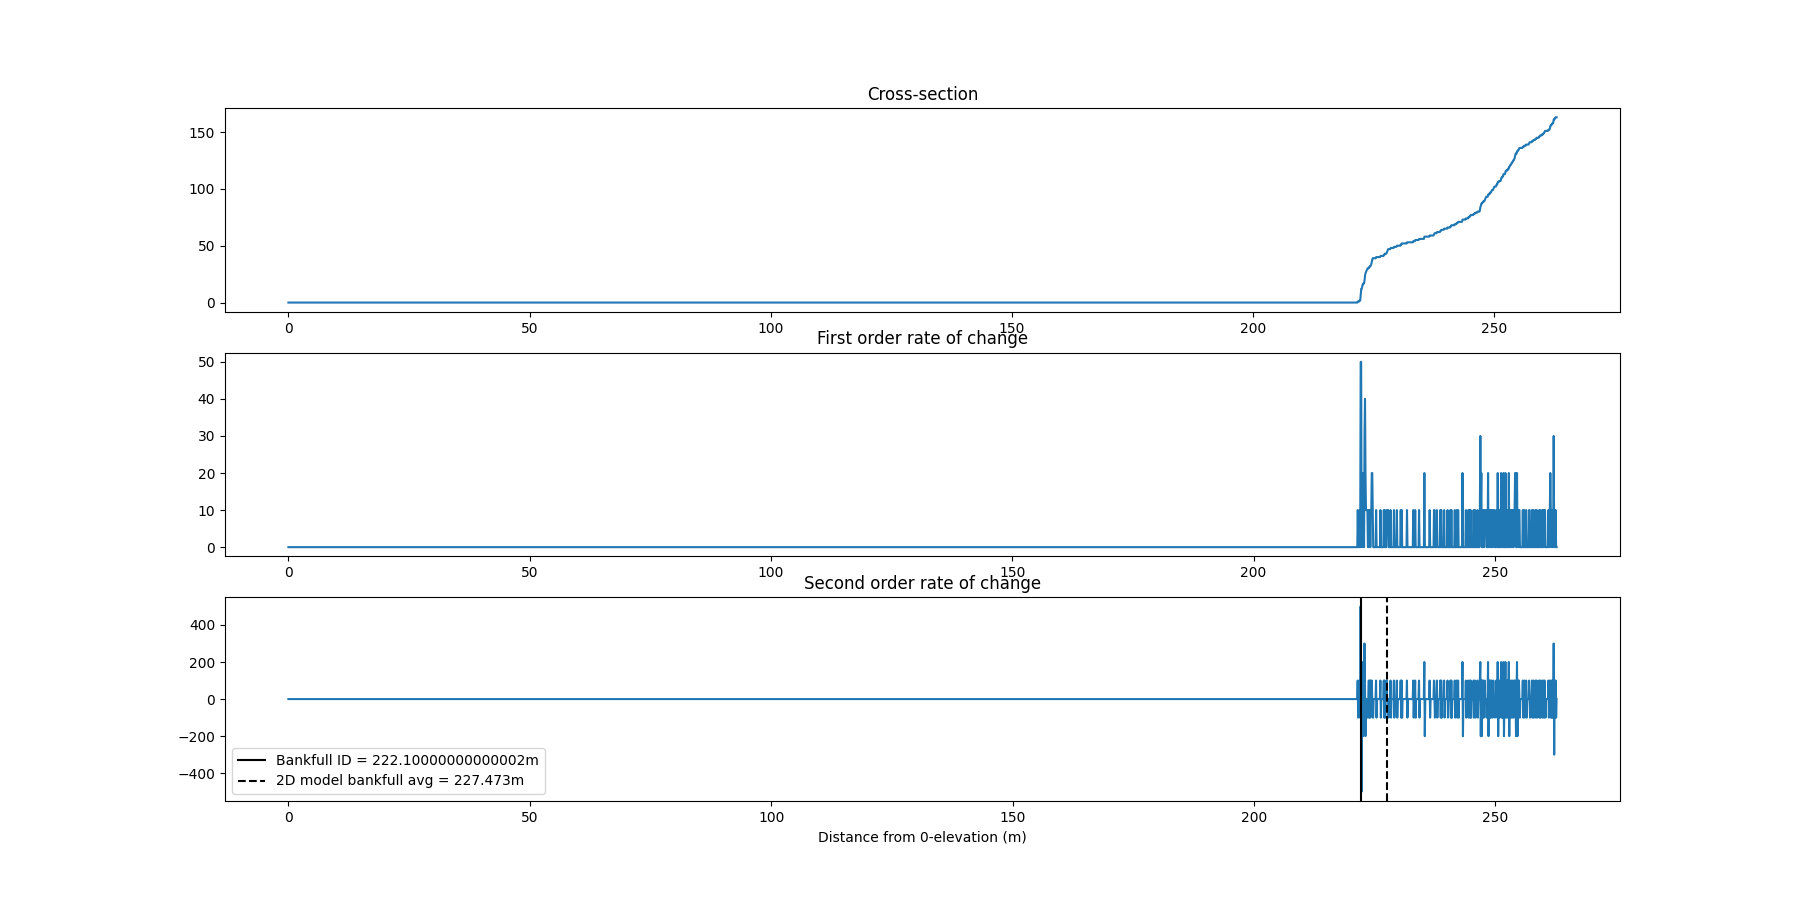 Cross-section
150
100
50
0
0 50 100 150 200 250
First order rate of change
50
40
30
20
10
0
0 50 100 150 200 250
Second order rate of change
400
200
0
−200
−400
Bankfull ID = 222.10000000000002m
2D model bankfull avg = 227.473m
0 50 100 150 200 250
Distance from 0-elevation (m)